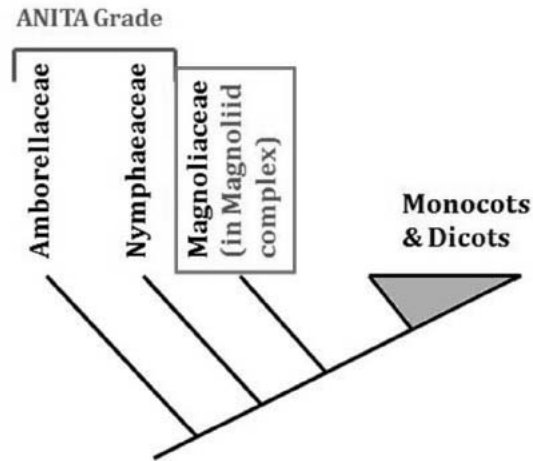 ANITA Grade
Amborellaceae
Nymphaeaceae
Magnoliaceae
(in Magnoliid
complex)
Monocots
& Dicots